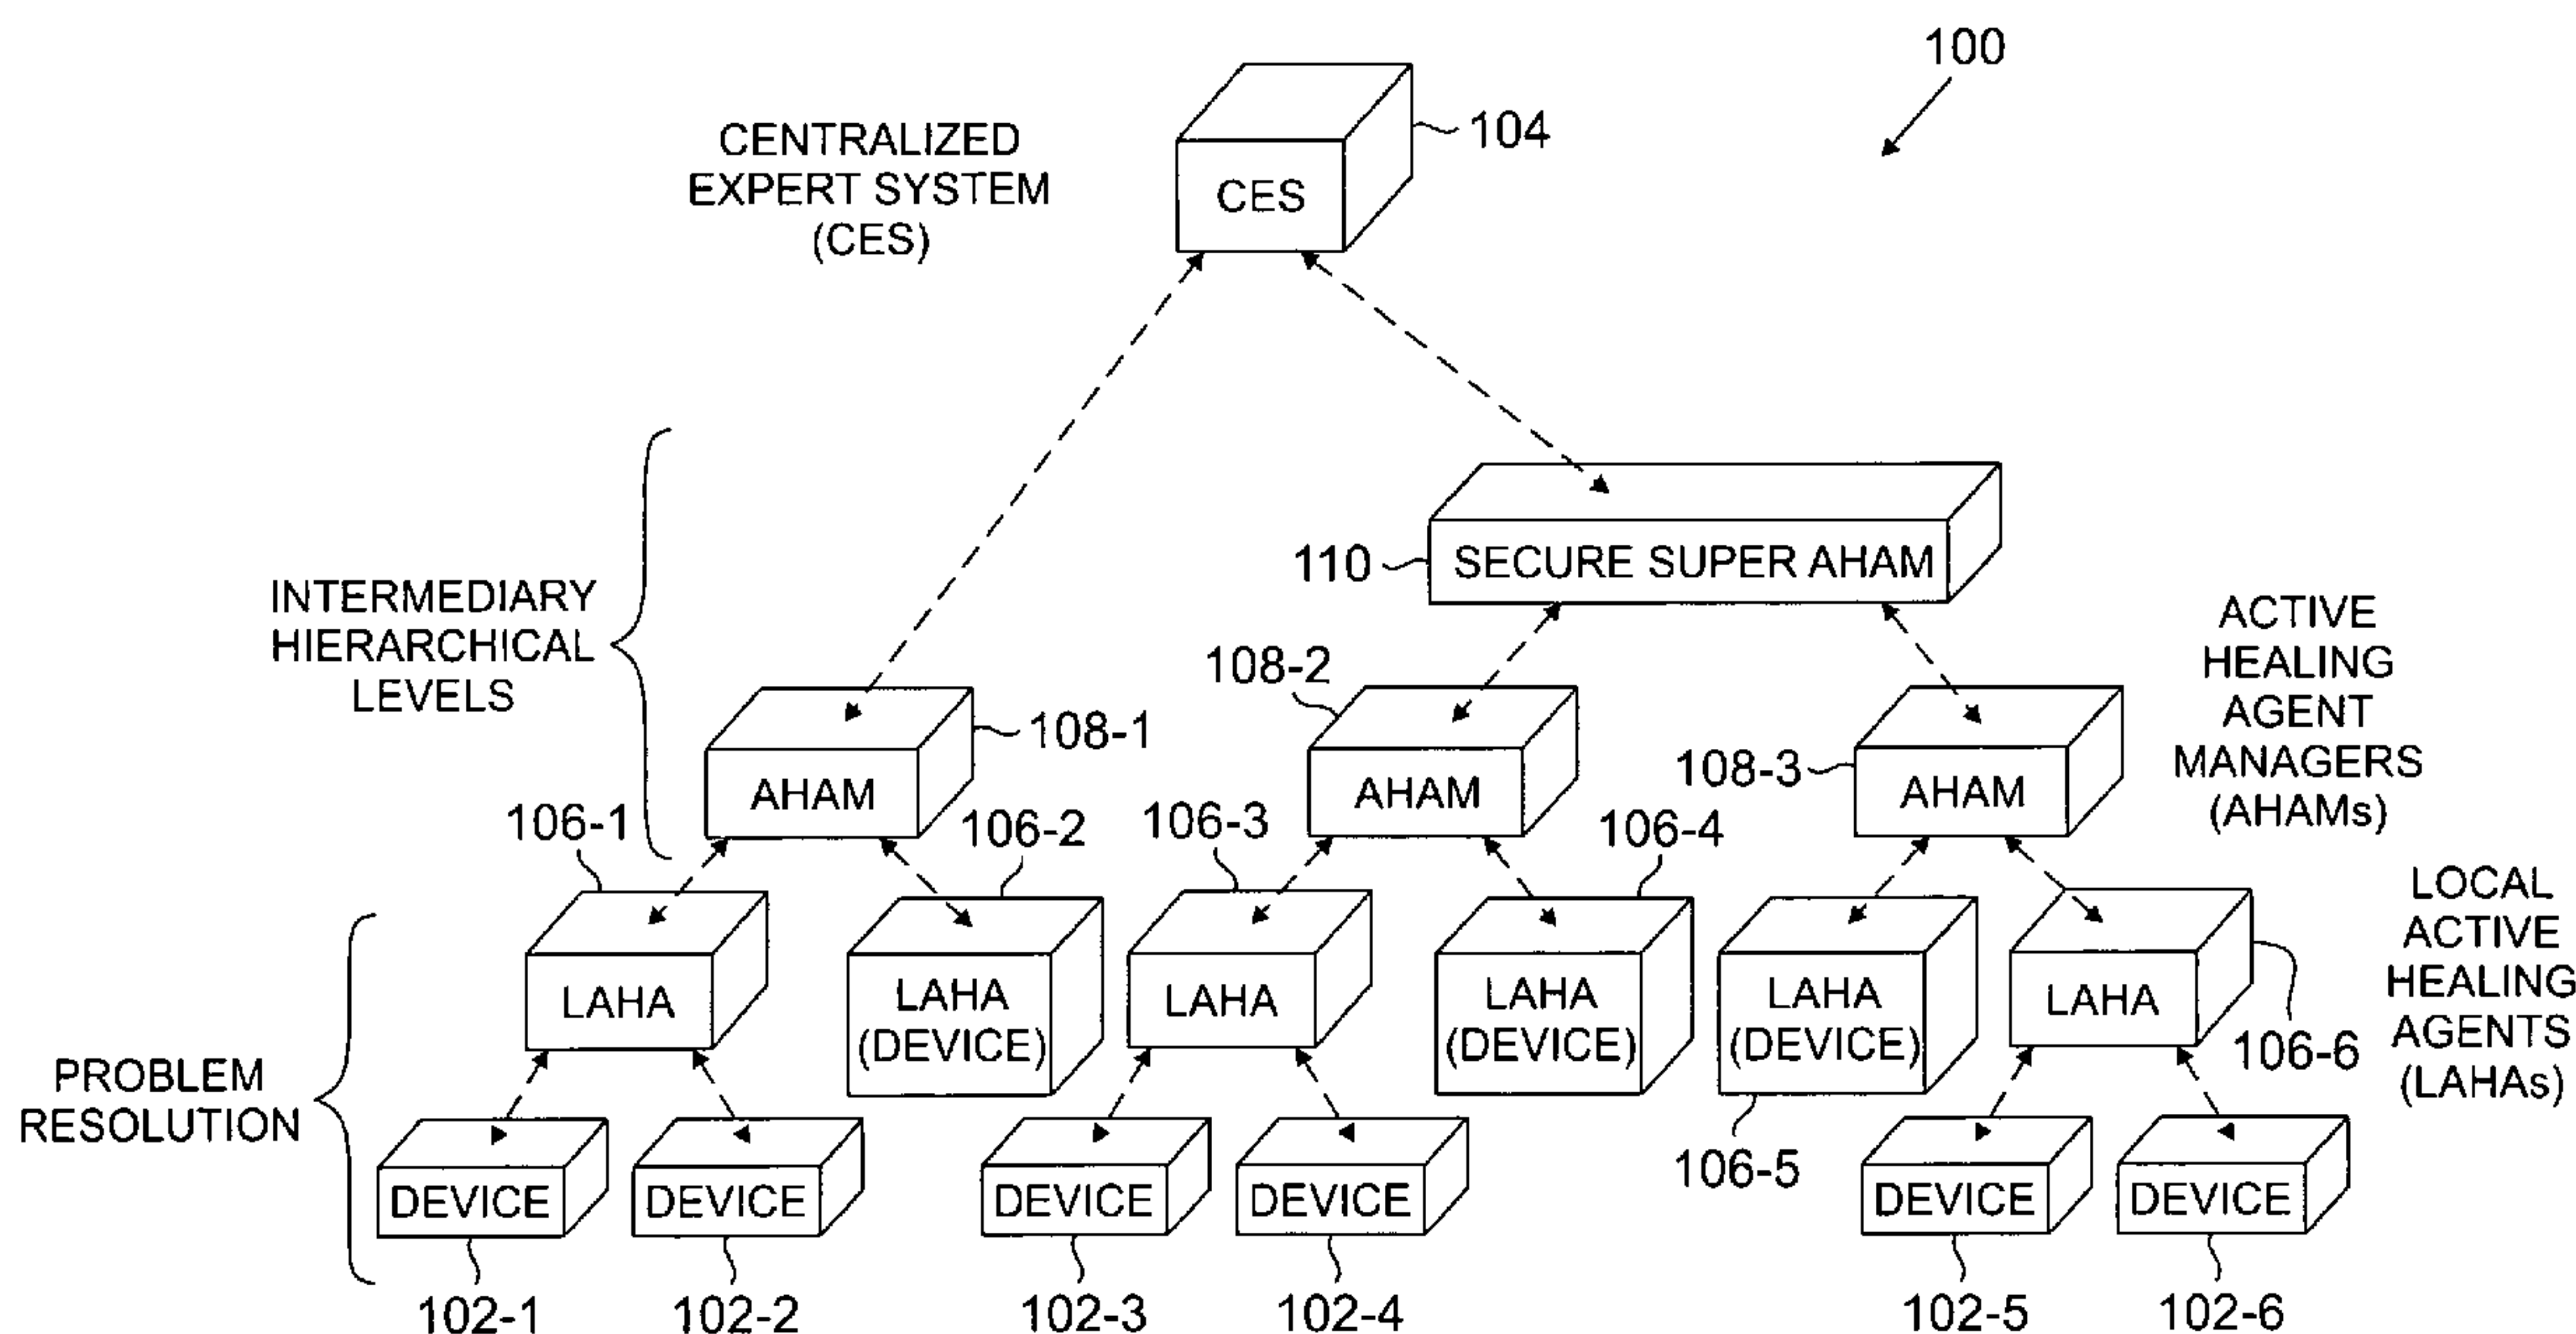 100
CENTRALIZED
EXPERT SYSTEM
(CES)
CES
104
INTERMEDIARY
HIERARCHICAL
LEVELS
110
SECURE SUPER AHAM
ACTIVE
HEALING
AGENT
MANAGERS
(AHAMs)
108-1
AHAM
108-2
AHAM
108-3
AHAM
106-1
LAHA
106-2
LAHA
(DEVICE)
106-3
LAHA
106-4
LAHA
(DEVICE)
LAHA
(DEVICE)
106-5
LAHA
106-6
LOCAL
ACTIVE
HEALING
AGENTS
(LAHAs)
PROBLEM
RESOLUTION
DEVICE
DEVICE
DEVICE
DEVICE
DEVICE
DEVICE
102-1
102-2
102-3
102-4
102-5
102-6